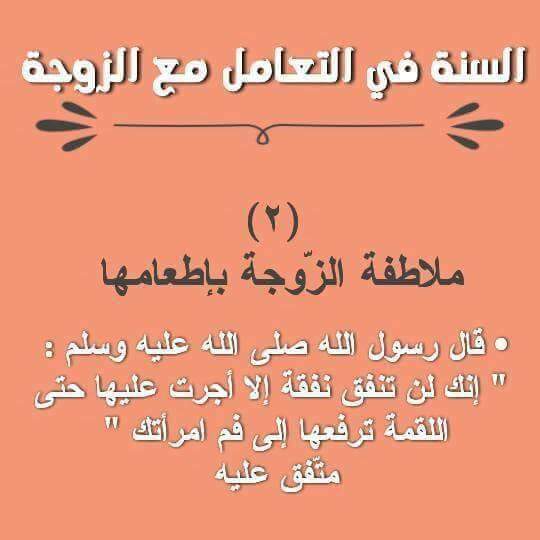 السنة في التعامل مع الزوجة
(٢)
ملاطفة الزّوجة بإطعامها
• قال رسول الله صلى الله عليه وسلم :
" إنك لن تنفق نفقة إلا أجرت عليها حتى
اللقمة ترفعها إلى فم امرأتك "
متّفق عليه